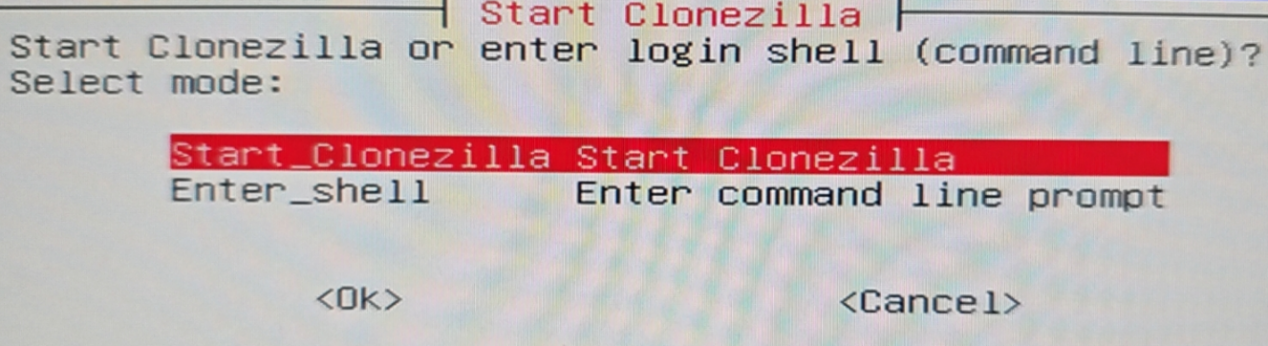 Start Clonezilla
Start Clonezilla or enter login shell (command line)?
Select mode:
Start_Clonezilla Start Clonezilla
Enter_shell Enter command line prompt
<Ok> <Cancel>